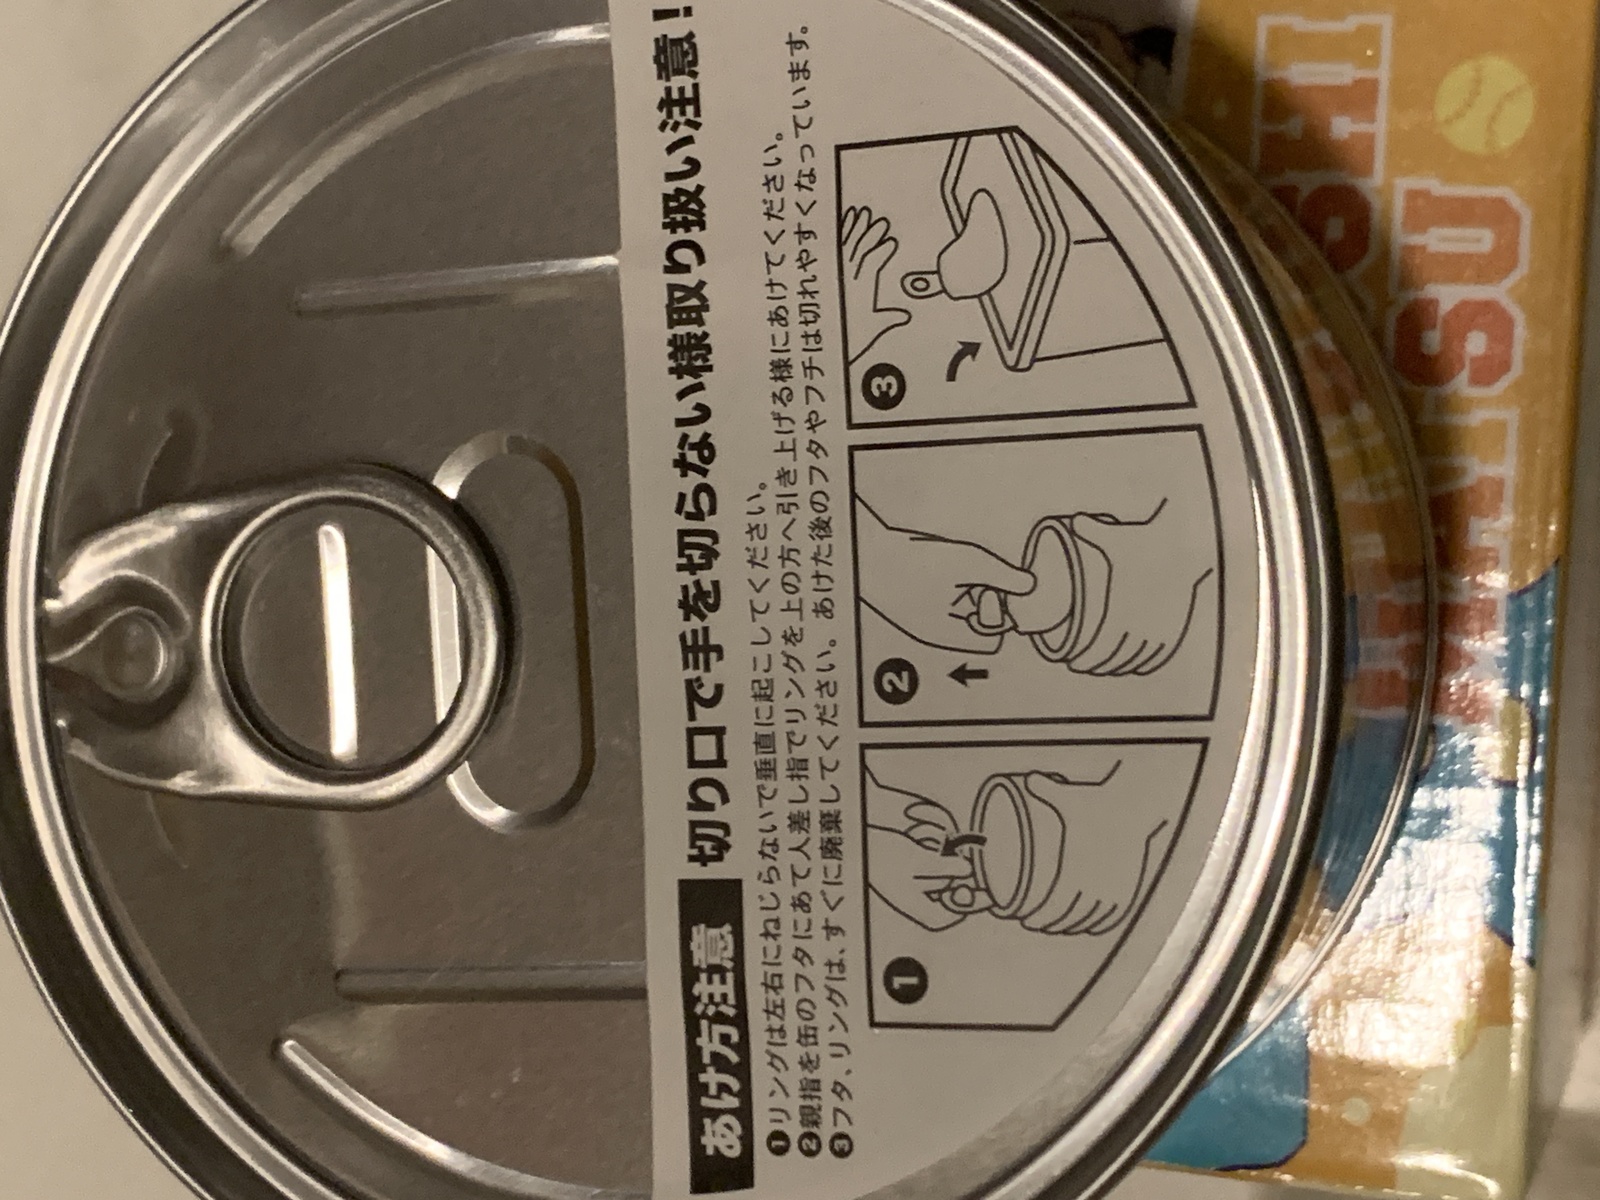 あけ方注意 切り口で手を切らない様取り扱い注意!
❶リングは左右にねじらないで垂直に起こしてください。
❷親指を缶のフタにあて人差し指でリングを上の方へ引き上げる様にあけてください。
❸フタ、リングは、すぐに廃棄してください。あけた後のフタやフチは切れやすくなっています。
❶
❷
❸
MATSU